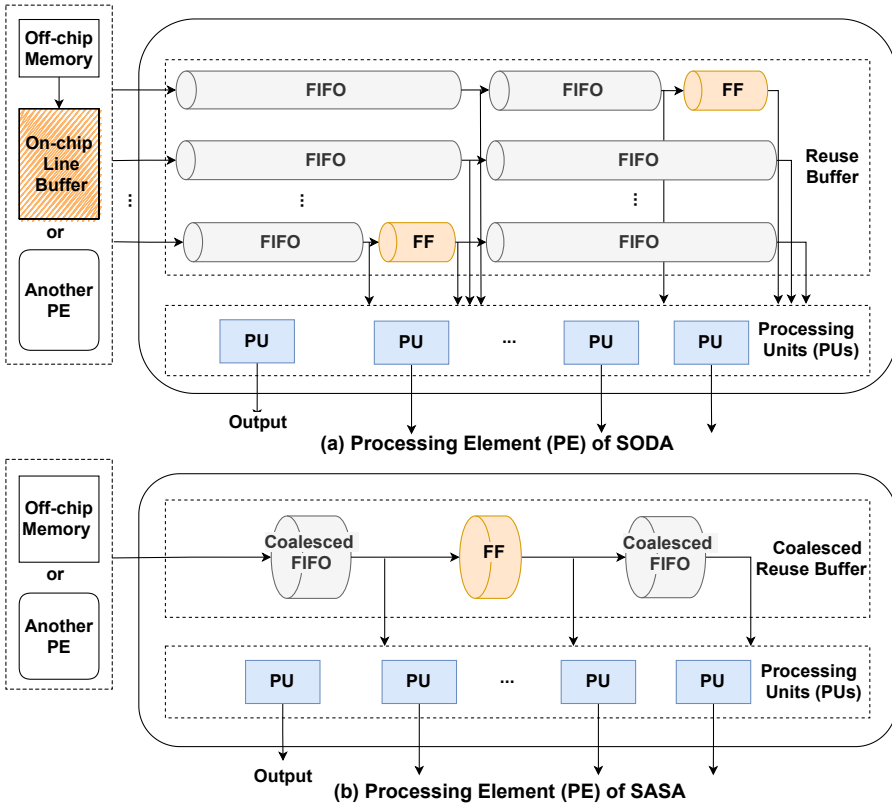 Off-chip
Memory
On-chip
Line
Buffer
or
Another
PE
...
FIFO
FIFO
FF
FIFO
FIFO
...
...
FIFO
FF
FIFO
Reuse
Buffer
PU
PU
...
PU
PU
Processing
Units (PUs)
Output
(a) Processing Element (PE) of SODA
Off-chip
Memory
or
Another
PE
Coalesced
FIFO
FF
Coalesced
FIFO
Coalesced
Reuse Buffer
PU
PU
...
PU
PU
Processing
Units (PUs)
Output
(b) Processing Element (PE) of SASA